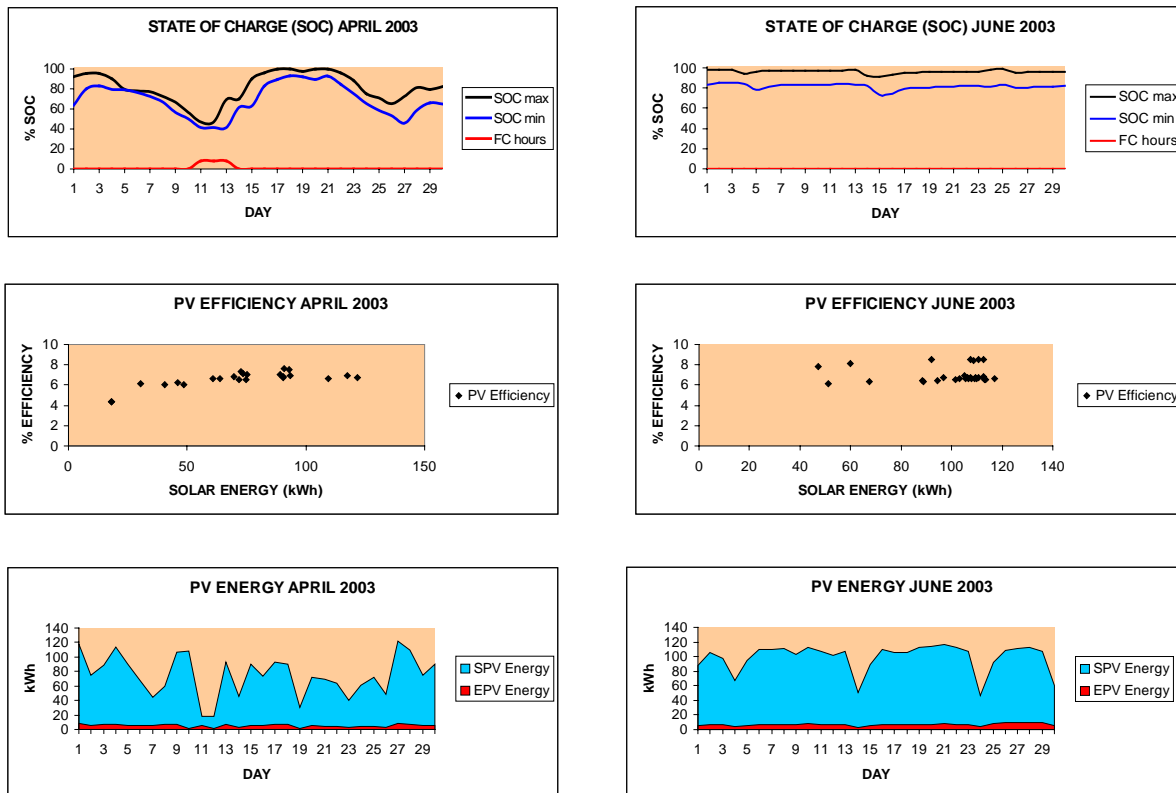 STATE OF CHARGE (SOC) APRIL 2003
100
80
60
40
20
0
% SOC
1 3 5 7 9 11 13 15 17 19 21 23 25 27 29
DAY
SOC max
SOC min
FC hours
STATE OF CHARGE (SOC) JUNE 2003
100
80
60
40
20
0
% SOC
1 3 5 7 9 11 13 15 17 19 21 23 25 27 29
DAY
SOC max
SOC min
FC hours
PV EFFICIENCY APRIL 2003
10
8
6
4
2
0
% EFFICIENCY
0 50 100 150
SOLAR ENERGY (kWh)
PV Efficiency
PV EFFICIENCY JUNE 2003
10
8
6
4
2
0
% EFFICIENCY
0 20 40 60 80 100 120 140
SOLAR ENERGY (kWh)
PV Efficiency
PV ENERGY APRIL 2003
140
120
100
80
60
40
20
0
kWh
1 3 5 7 9 11 13 15 17 19 21 23 25 27 29
DAY
SPV Energy
EPV Energy
PV ENERGY JUNE 2003
140
120
100
80
60
40
20
0
kWh
1 3 5 7 9 11 13 15 17 19 21 23 25 27 29
DAY
SPV Energy
EPV Energy